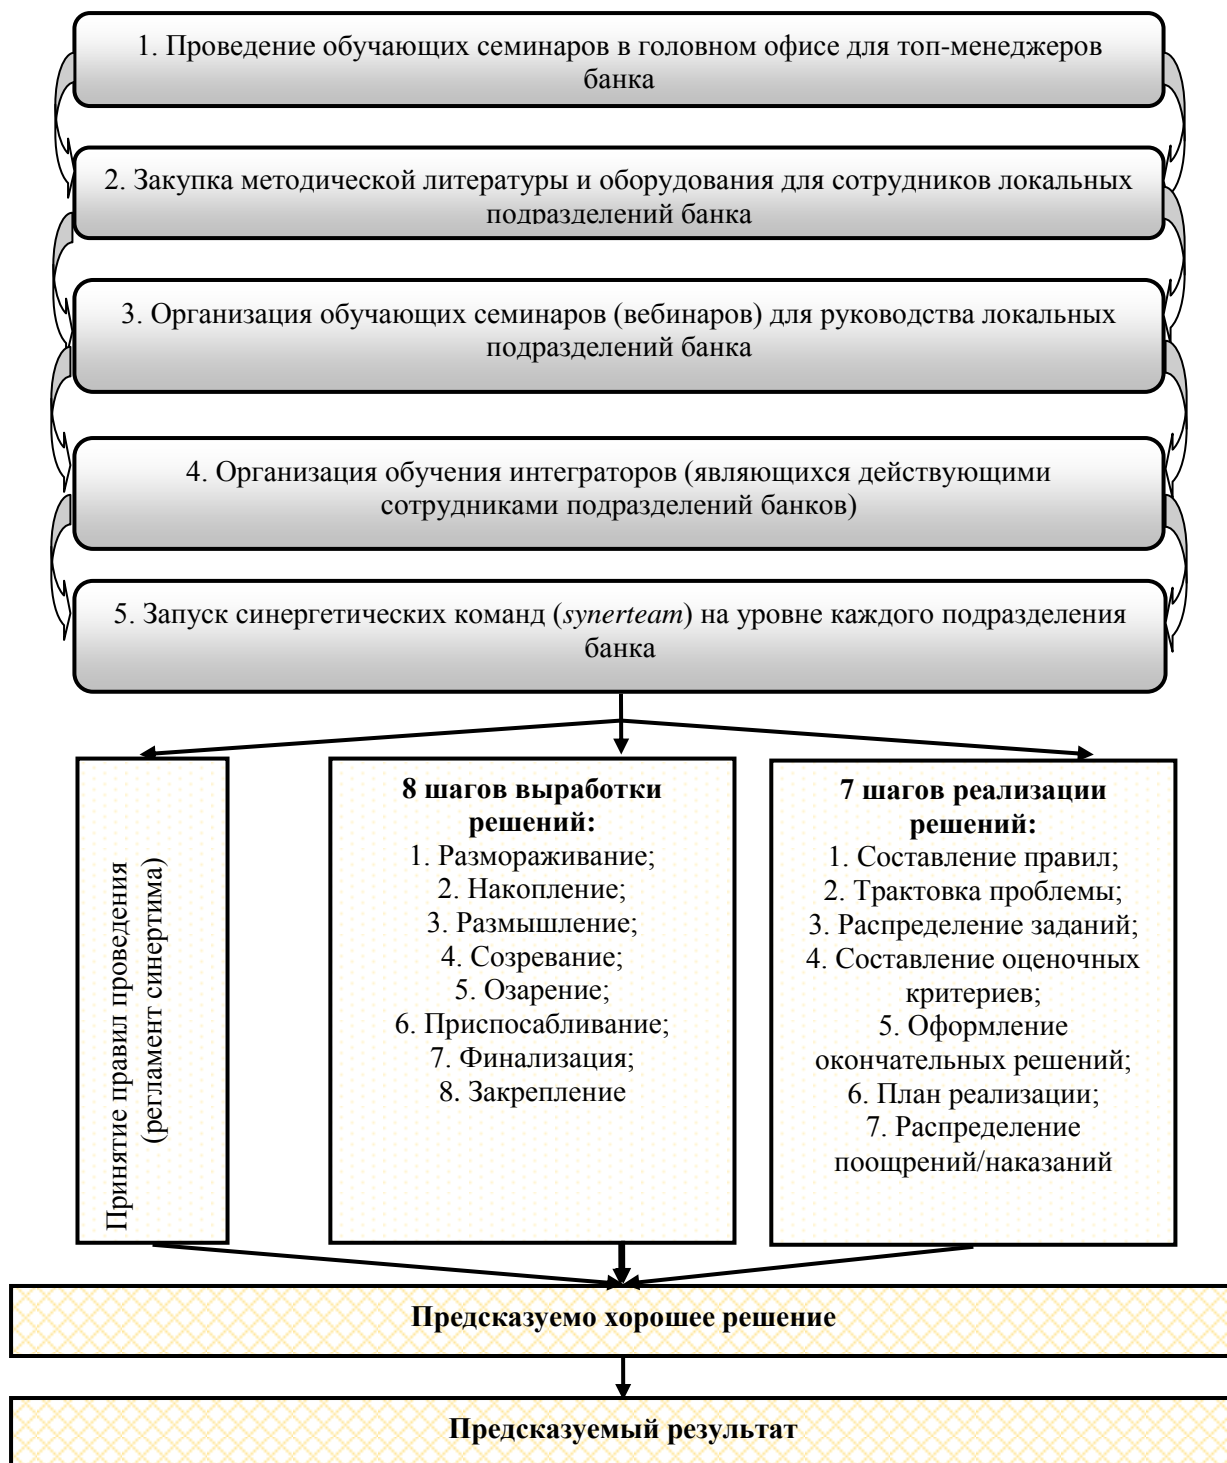 1. Проведение обучающих семинаров в головном офисе для топ-менеджеров
банка
2. Закупка методической литературы и оборудования для сотрудников локальных
подразделений банка
3. Организация обучающих семинаров (вебинаров) для руководства локальных
подразделений банка
4. Организация обучения интеграторов (являющихся действующими
сотрудниками подразделений банков)
5. Запуск синергетических команд (synerteam) на уровне каждого подразделения
банка
Принятие правил проведения
(регламент синертима)
8 шагов выработки
решений:
1. Размораживание;
2. Накопление;
3. Размышление;
4. Созревание;
5. Озарение;
6. Приспосабливание;
7. Финализация;
8. Закрепление
7 шагов реализации
решений:
1. Составление правил;
2. Трактовка проблемы;
3. Распределение заданий;
4. Составление оценочных
критериев;
5. Оформление
окончательных решений;
6. План реализации;
7. Распределение
поощрений/наказаний
Предсказуемо хорошее решение
Предсказуемый результат